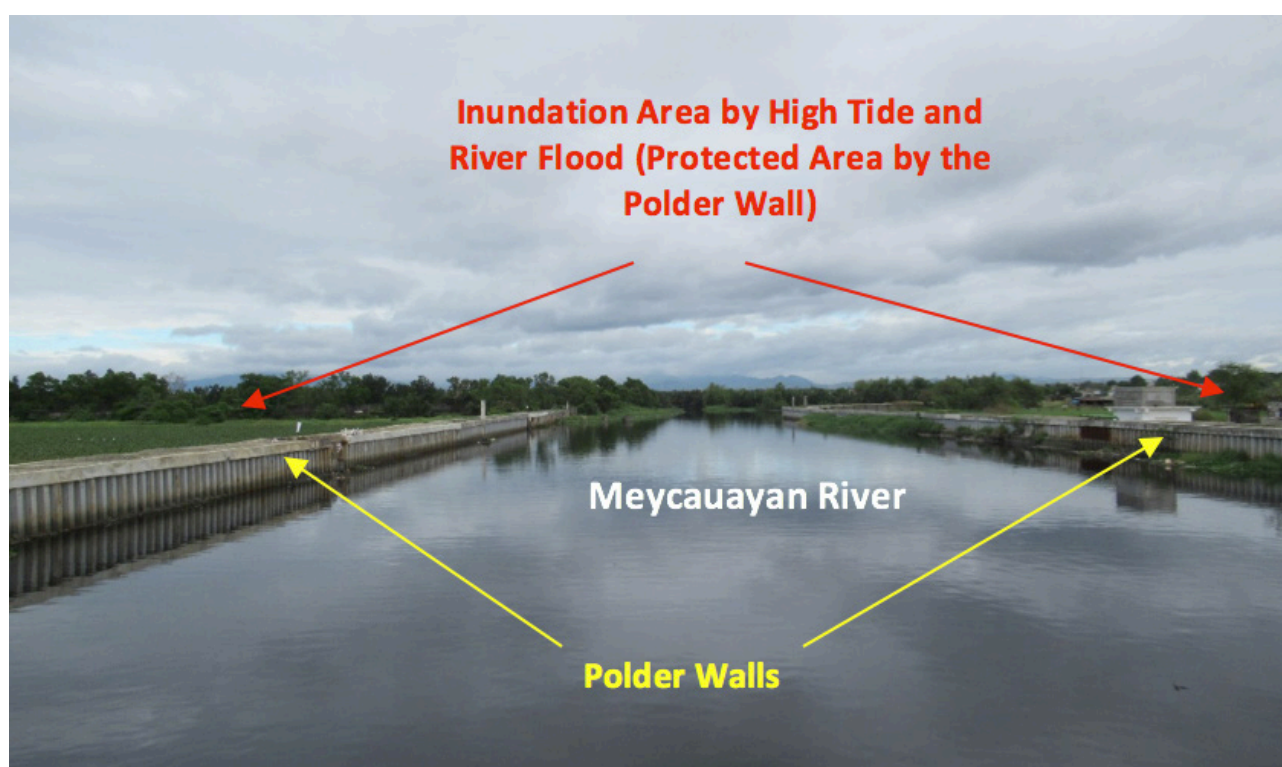 Inundation Area by High Tide and
River Flood (Protected Area by the
Polder Wall)
Meycauayan River
Polder Walls